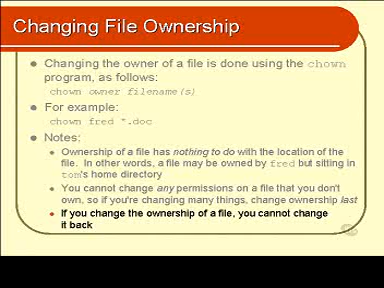 Changing File Ownership
Changing the owner of a file is done using the chown
program, as follows:
chown owner filename(s)
For example:
chown fred *.doc
Notes:
Ownership of a file has nothing to do with the location of the
file. In other words, a file may be owned by fred but sitting in
tom's home directory
You cannot change any permissions on a file that you don't
own, so if you're changing many things, change ownership last
If you change the ownership of a file, you cannot change
it back